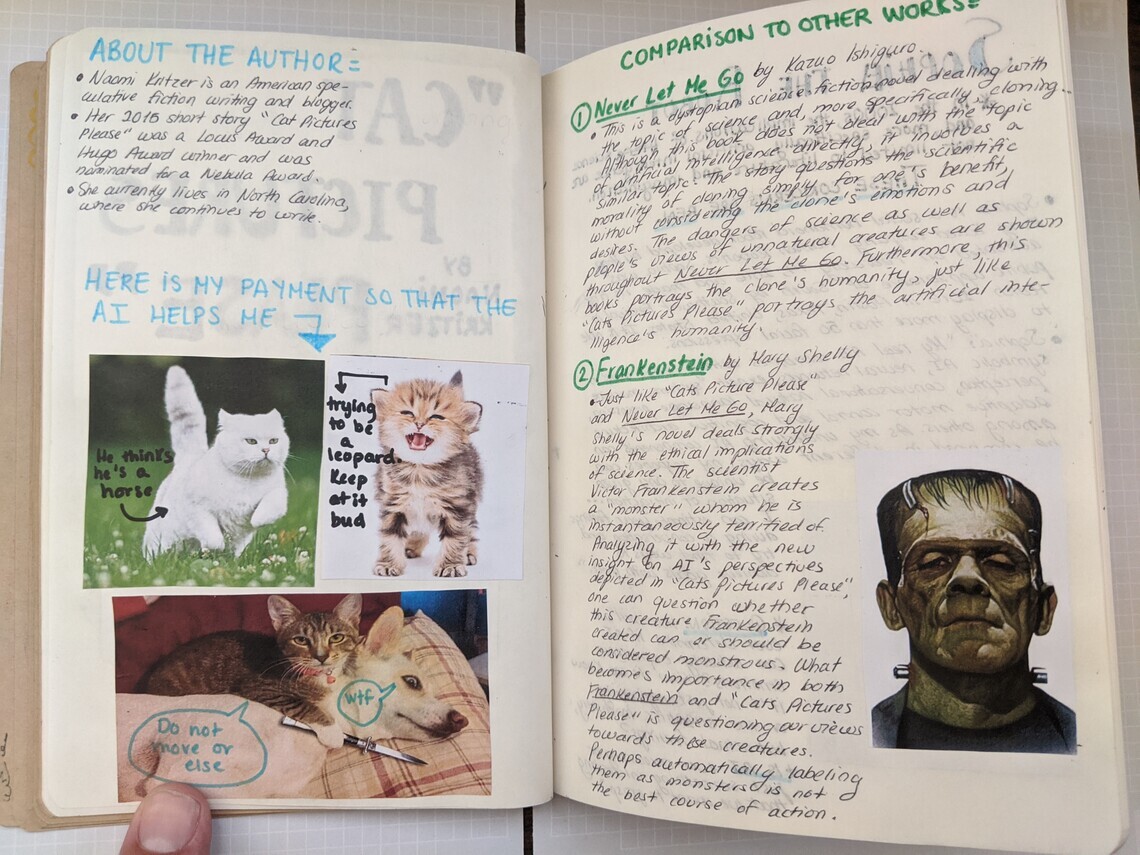 ABOUT THE AUTHOR:
• Naomi Kritzer is an American spe-
culative fiction writing and blogger.
• Her 2015 short story "Cat Pictures
Please" was a Locus Award and
Hugo Award winner and was
nominated for a Nebula Award.
• She currently lives in North Carolina,
where she continues to write.
HERE IS MY PAYMENT SO THAT THE
AI HELPS ME
He thinks
he's a
horse
trying
to be
a
leopard.
Keep
at it
bud
wtf
Do not
move or
else
COMPARISON TO OTHER WORKS:
① Never Let Me Go by Kazuo Ishiguro.
• This is a dystopian science fiction novel dealing with
the topic of science and, more specifically, cloning.
Although this book does not deal with the topic
of artificial intelligence directly, it involves a
similar topic. The story questions the scientific
morality of cloning simply for one's benefit,
without considering the clone's emotions and
desires. The dangers of science as well as
people's views of unnatural creatures are shown
throughout Never Let Me Go. Furthermore, this
books portrays the clone's humanity, just like
"Cats Pictures Please" portrays the artificial inte-
lligence's humanity.
② Frankenstein by Mary Shelly
• Just like "Cats Picture Please"
and Never Let Me Go, Mary
Shelly's novel deals strongly
with the ethical implications
of science. The scientist
Victor Frankenstein creates
a "monster" whom he is
instantaneously terrified of.
Analyzing it with the new
insight on AI's perspectives
depicted in "Cats Pictures Please",
one can question whether
this creature Frankenstein
created can or should be
considered monstrous. What
becomes importance in both
Frankenstein and "Cats Pictures
Please" is questioning our views
towards these creatures.
Perhaps automatically labeling
them as monsters is not
the best course of action.